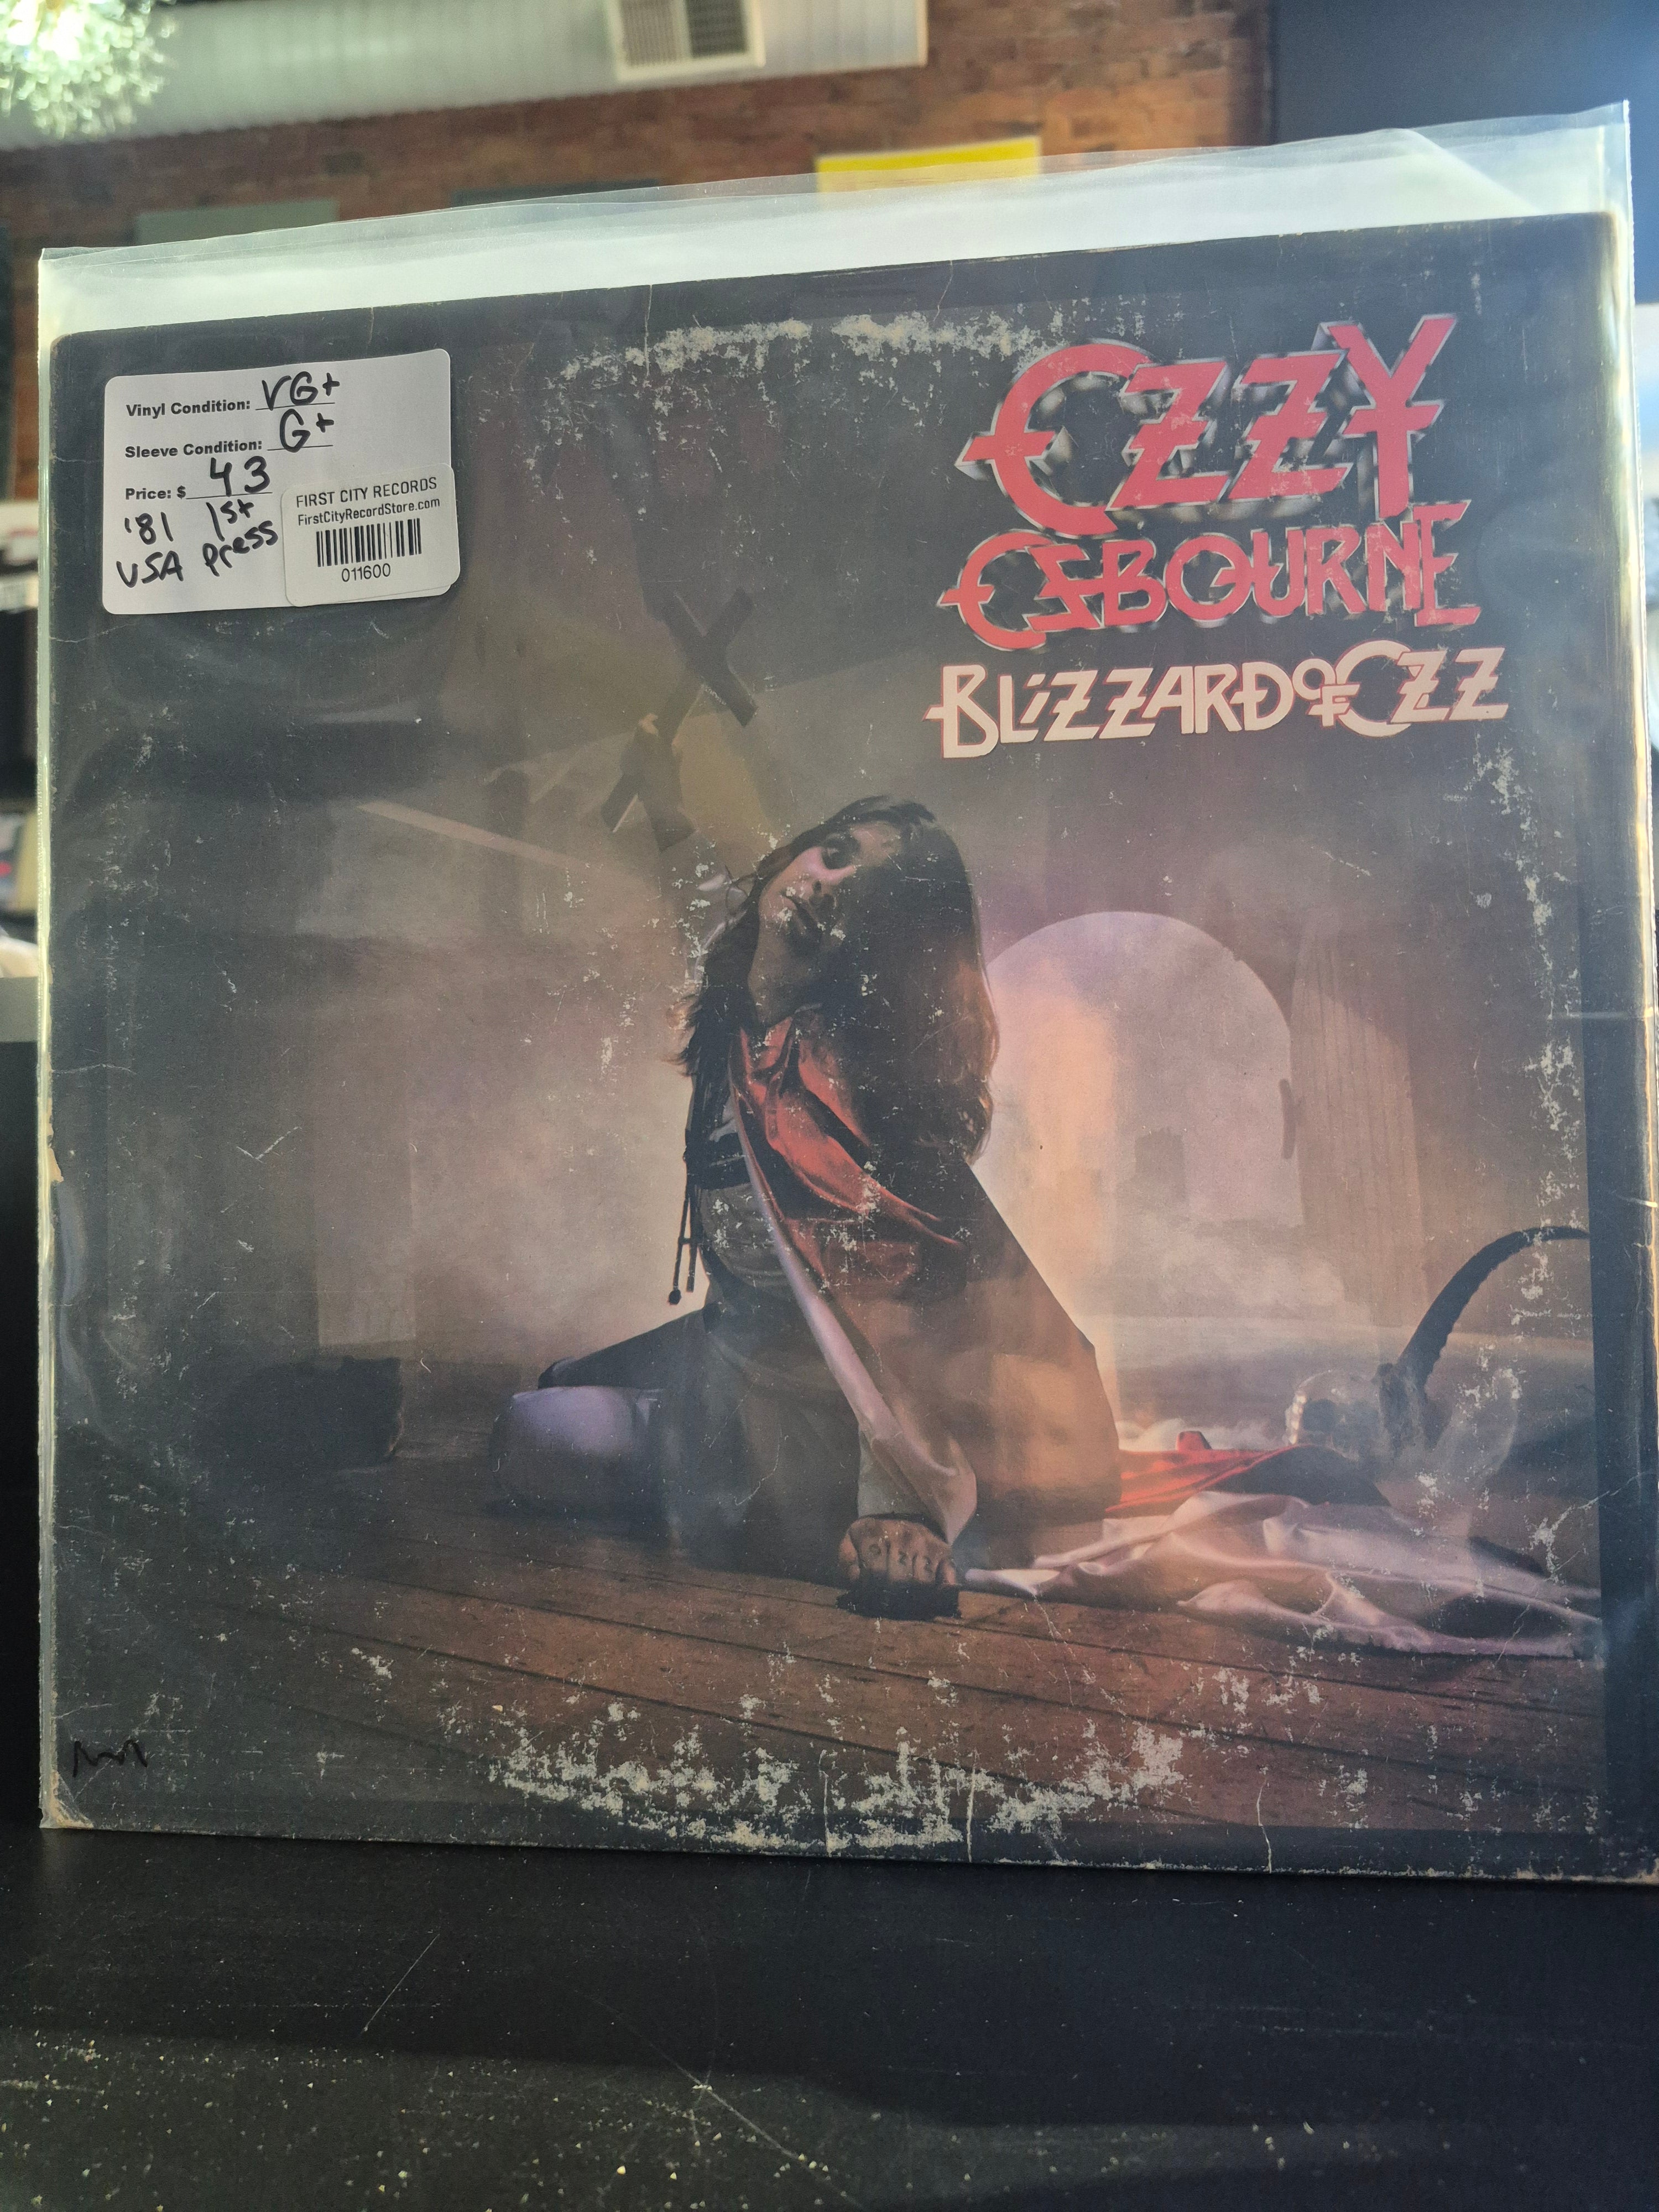 Vinyl Condition: VG+
Sleeve Condition: G+
Price: $ 43
'81 1st
USA Press
FIRST CITY RECORDS
FirstCityRecordStore.com
011600
OZZY
OSBOURNE
BLiZZARD OF OZZ
OZZY